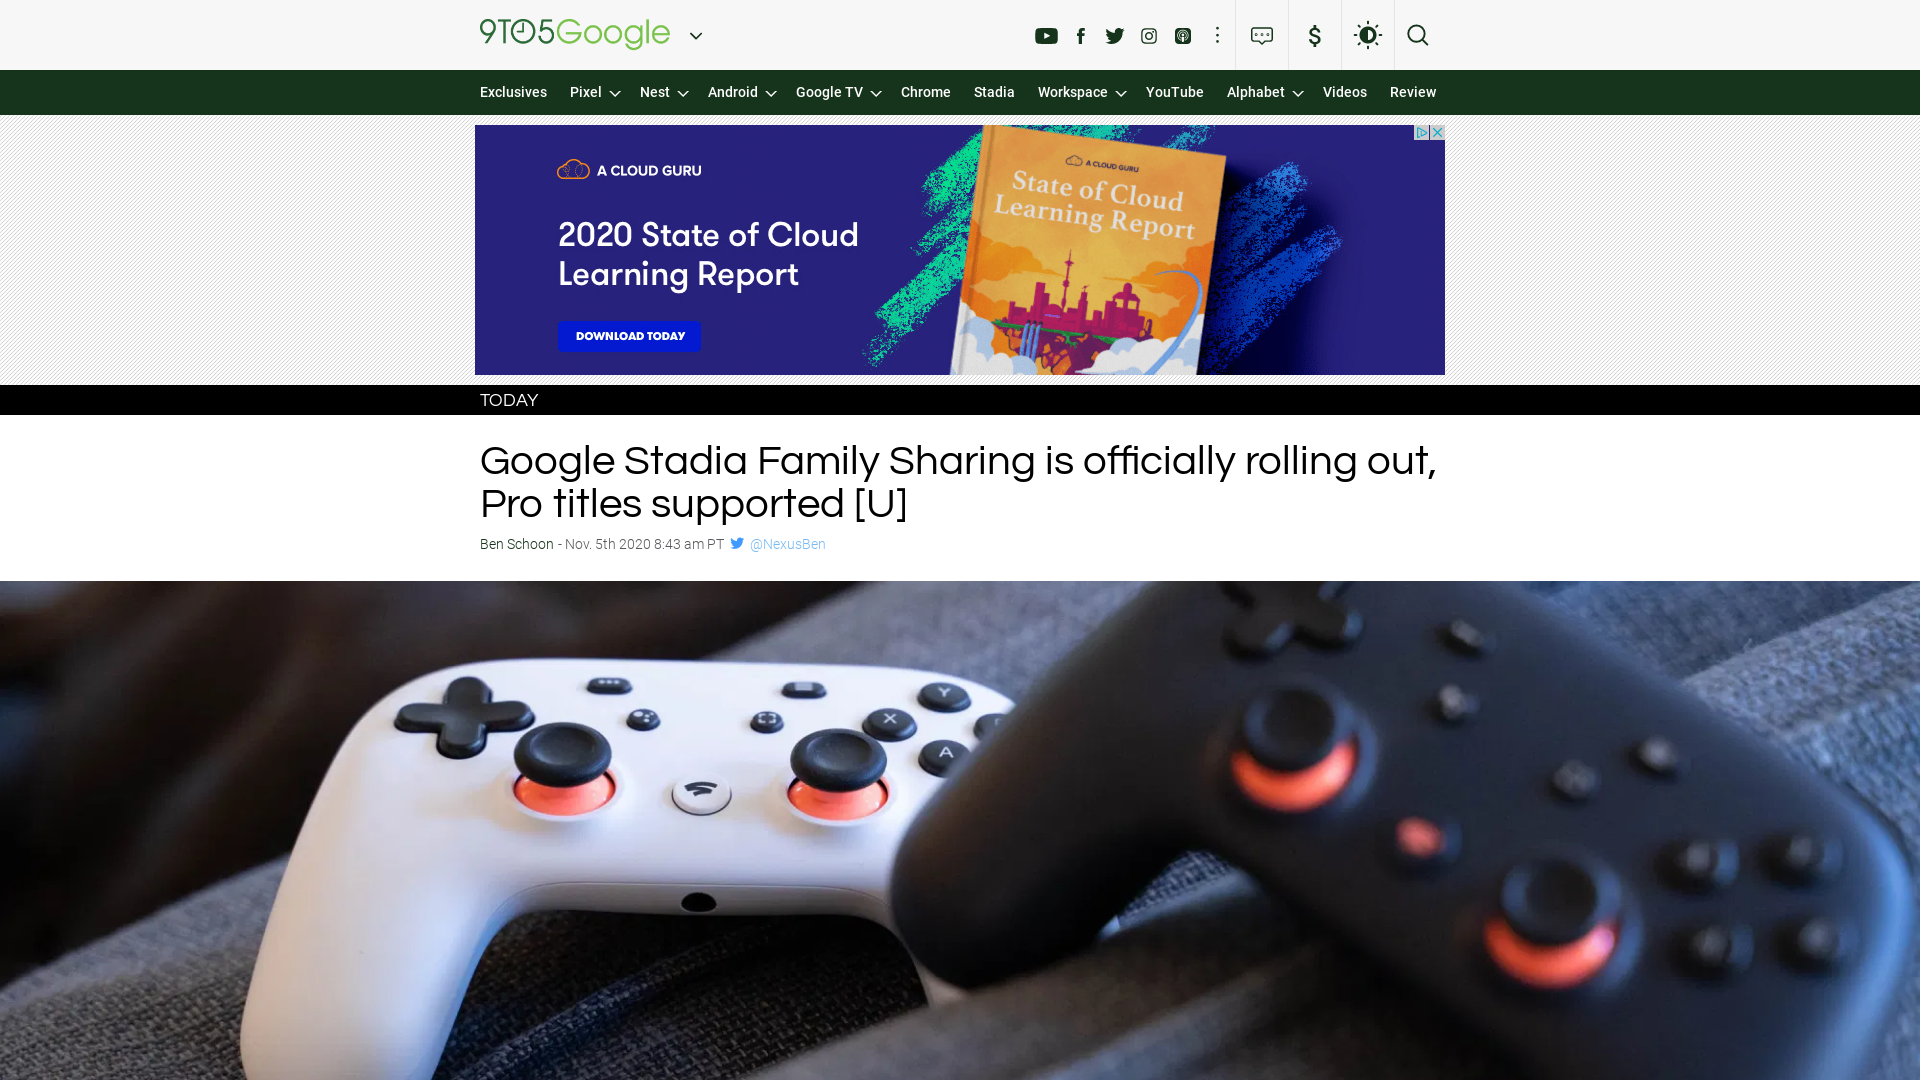 9TO5Google
Exclusives Pixel Nest Android Google TV Chrome Stadia Workspace YouTube Alphabet Videos Review
A CLOUD GURU
2020 State of Cloud
Learning Report
DOWNLOAD TODAY
A CLOUD GURU
State of Cloud
Learning Report
TODAY
Google Stadia Family Sharing is officially rolling out,
Pro titles supported [U]
Ben Schoon - Nov. 5th 2020 8:43 am PT @NexusBen
Y
X
A